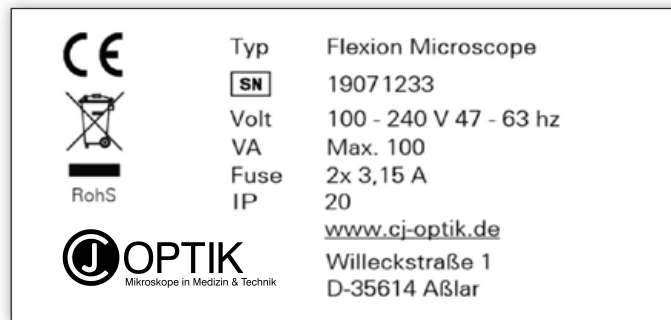 CE
Typ Flexion Microscope
SN 19071233
Volt 100 - 240 V 47 - 63 hz
VA Max. 100
Fuse 2x 3,15 A
RohS
IP 20
www.cj-optik.de
CJ OPTIK
Mikroskope in Medizin & Technik
Willeckstraße 1
D-35614 Aßlar